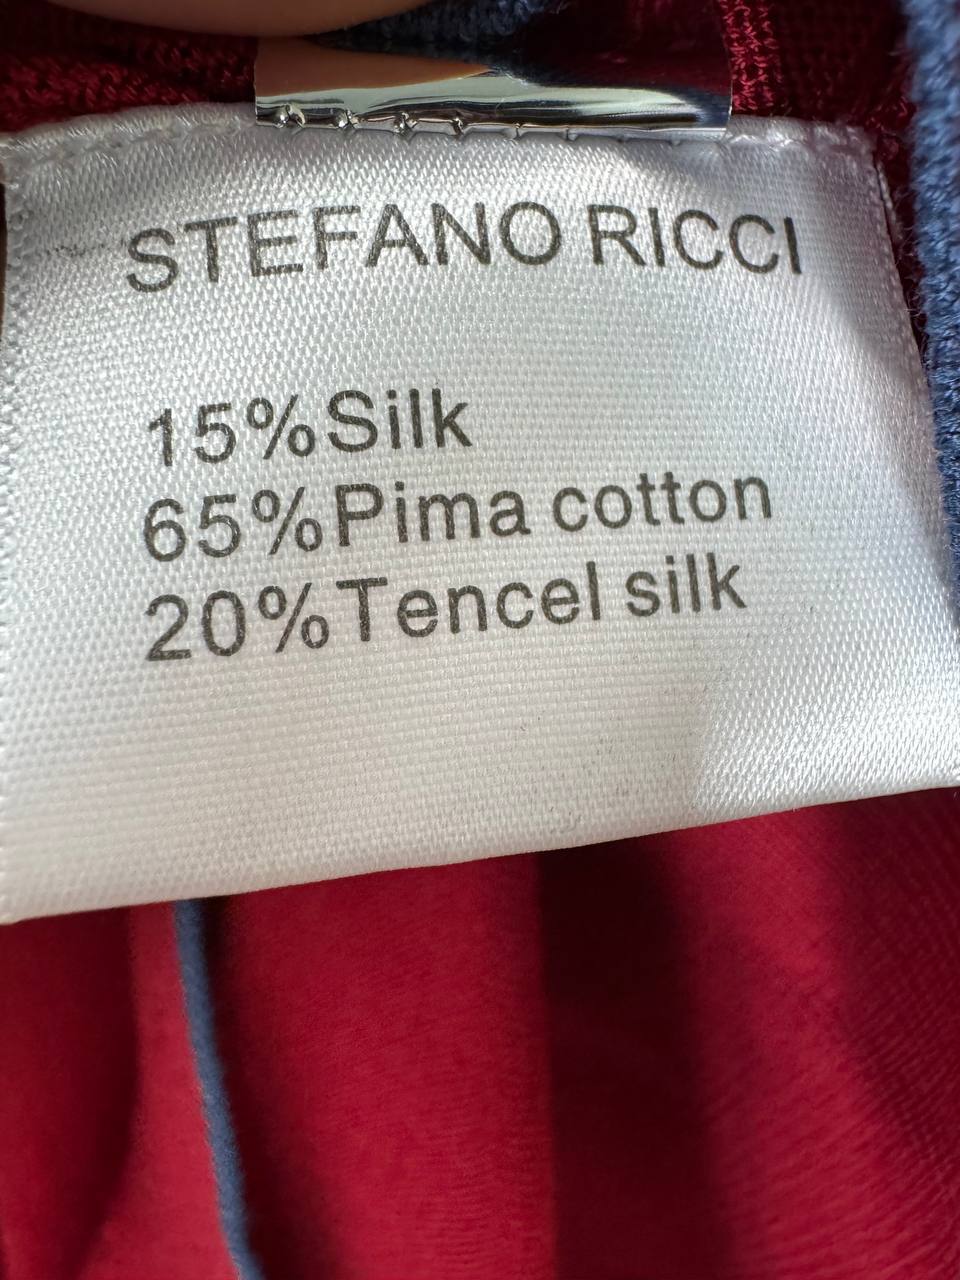 STEFANO RICCI
15%Silk
65%Pima cotton
20%Tencel silk